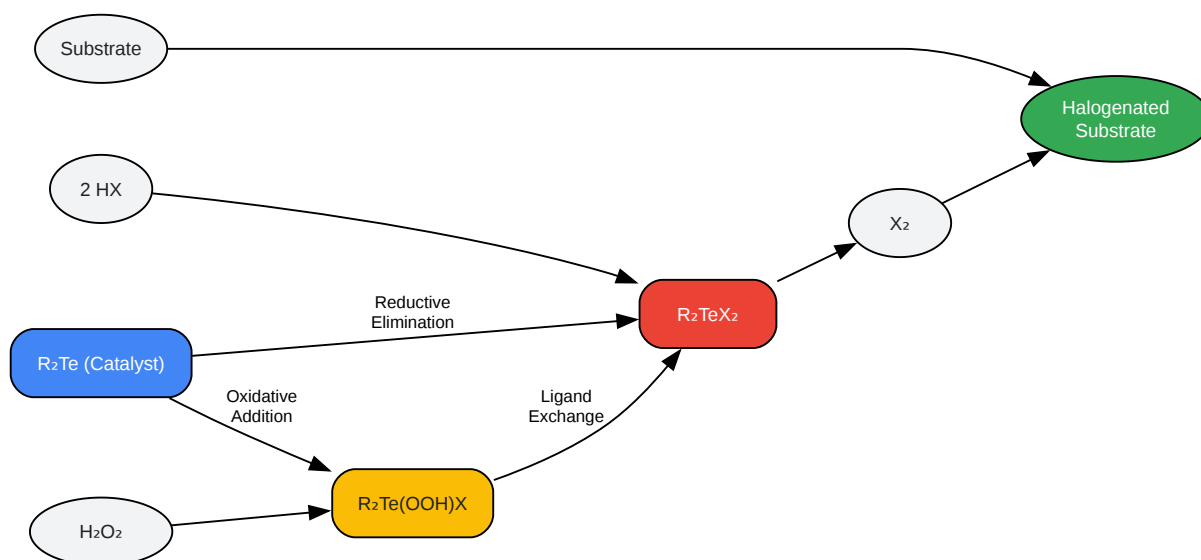 Substrate
Halogenated
Substrate
2 HX
X₂
Reductive
Elimination
R₂TeX₂
R₂Te (Catalyst)
Oxidative
Addition
Ligand
Exchange
R₂Te(OOH)X
H₂O₂